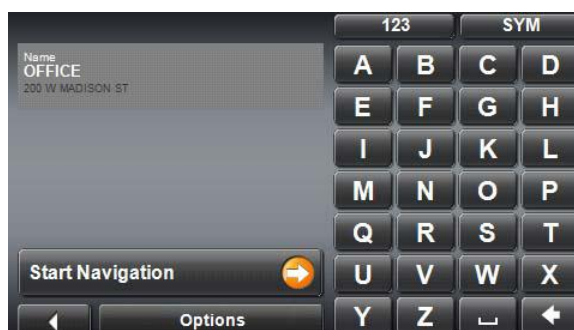 123 SYM
Name
OFFICE
200 W MADISON ST
A B C D
E F G H
I J K L
M N O P
Q R S T
Start Navigation
U V W X
Options
Y Z